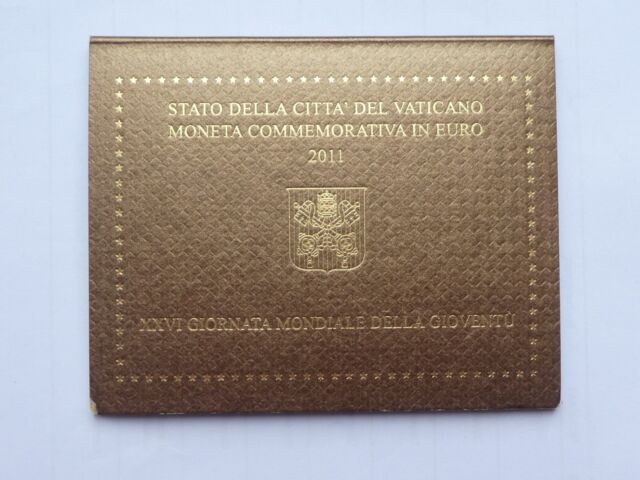 STATO DELLA CITTA' DEL VATICANO
MONETA COMMEMORATIVA IN EURO
2011
XXVI GIORNATA MONDIALE DELLA GIOVENTÙ